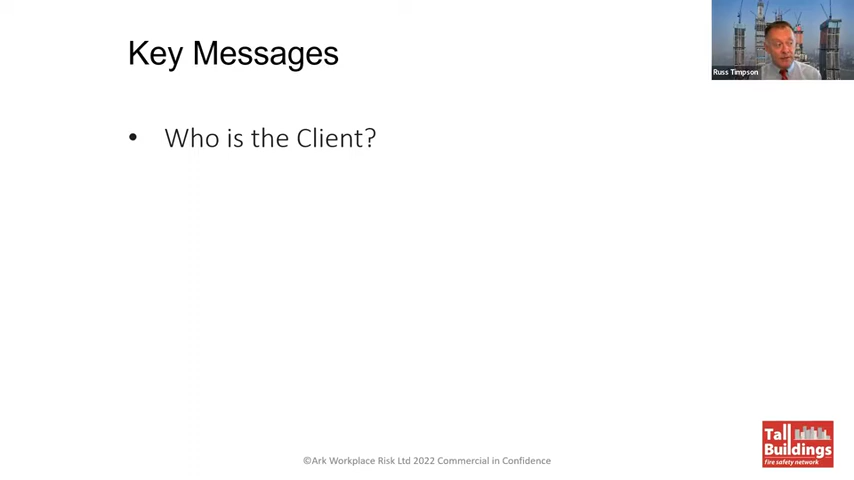 Key Messages
Russ Timpson
• Who is the Client?
Tall
Buildings
fire safety network
©Ark Workplace Risk Ltd 2022 Commercial in Confidence